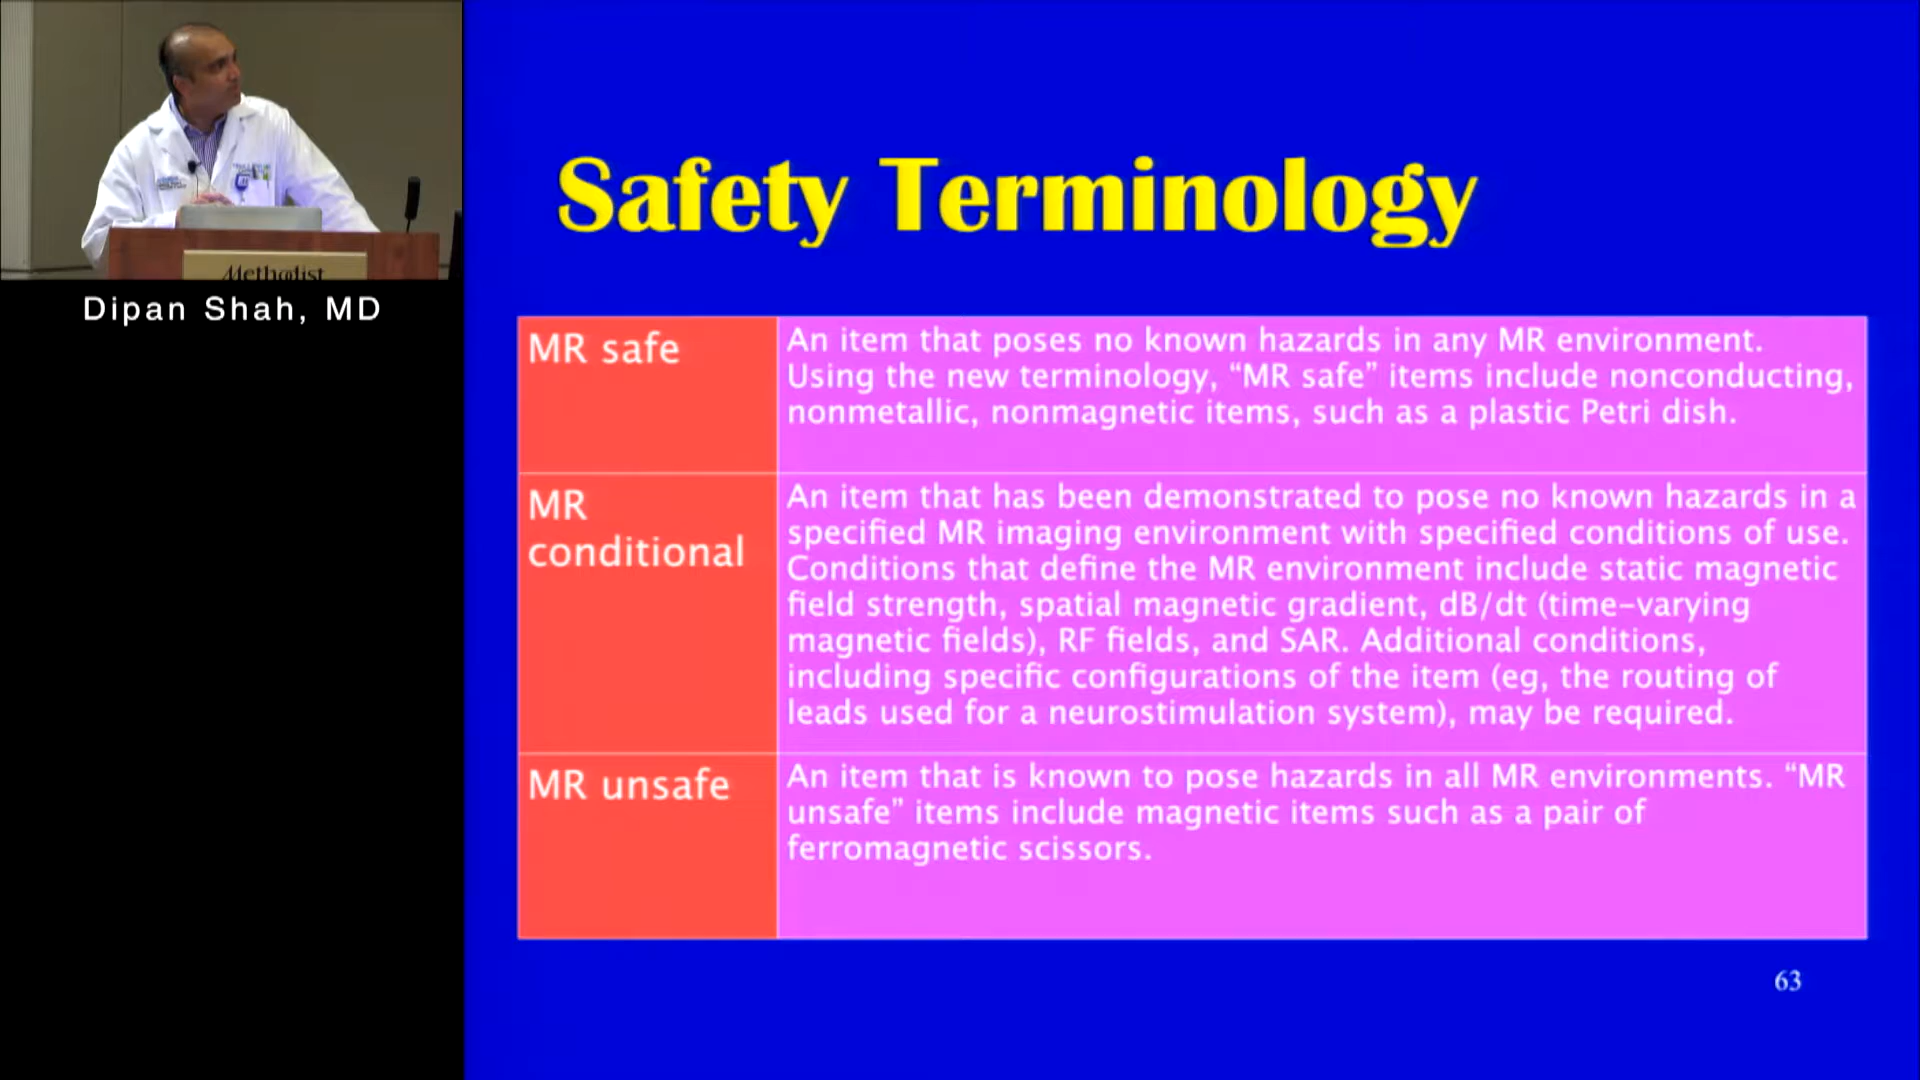 Methodist
Dipan Shah, MD
Safety Terminology
MR safe
An item that poses no known hazards in any MR environment.
Using the new terminology, “MR safe” items include nonconducting,
nonmetallic, nonmagnetic items, such as a plastic Petri dish.
MR
conditional
An item that has been demonstrated to pose no known hazards in a
specified MR imaging environment with specified conditions of use.
Conditions that define the MR environment include static magnetic
field strength, spatial magnetic gradient, dB/dt (time-varying
magnetic fields), RF fields, and SAR. Additional conditions,
including specific configurations of the item (eg, the routing of
leads used for a neurostimulation system), may be required.
MR unsafe
An item that is known to pose hazards in all MR environments. “MR
unsafe” items include magnetic items such as a pair of
ferromagnetic scissors.
63